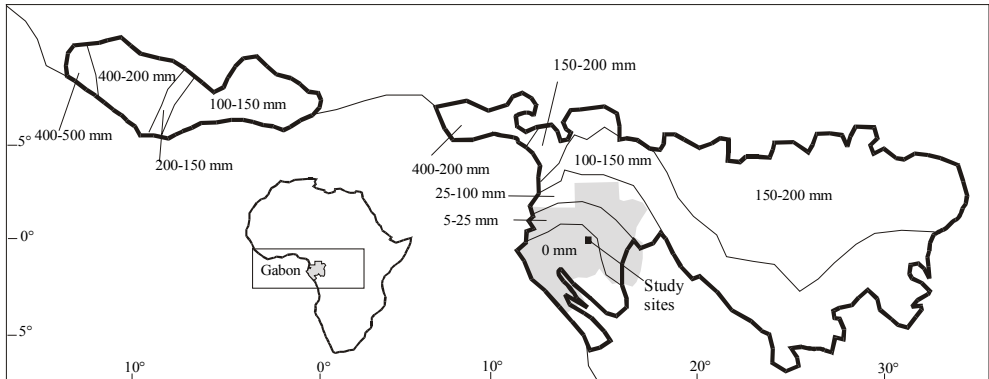 150-200 mm
400-200 mm
100-150 mm
400-500 mm
5°
200-150 mm
400-200 mm
100-150 mm
25-100 mm
150-200 mm
5-25 mm
0°
0 mm
Gabon
Study
sites
5°
10°
0°
10°
20°
30°